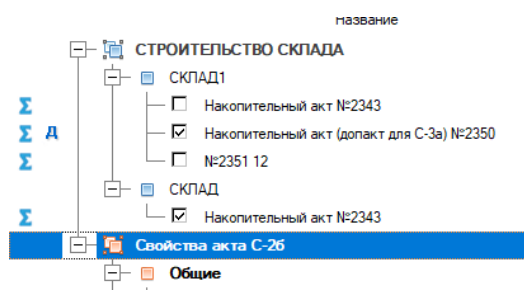 название
СТРОИТЕЛЬСТВО СКЛАДА
СКЛАД1
Σ Накопительный акт №2343
Σ Д Накопительный акт (допакт для С-3а) №2350
Σ №2351 12
СКЛАД
Σ Накопительный акт №2343
Свойства акта С-2б
Общие